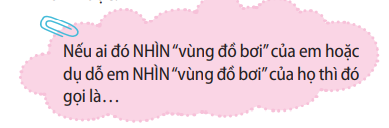 Nếu ai đó NHÌN “vùng đồ bơi” của em hoặc
dụ dỗ em NHÌN “vùng đồ bơi” của họ thì đó
gọi là…